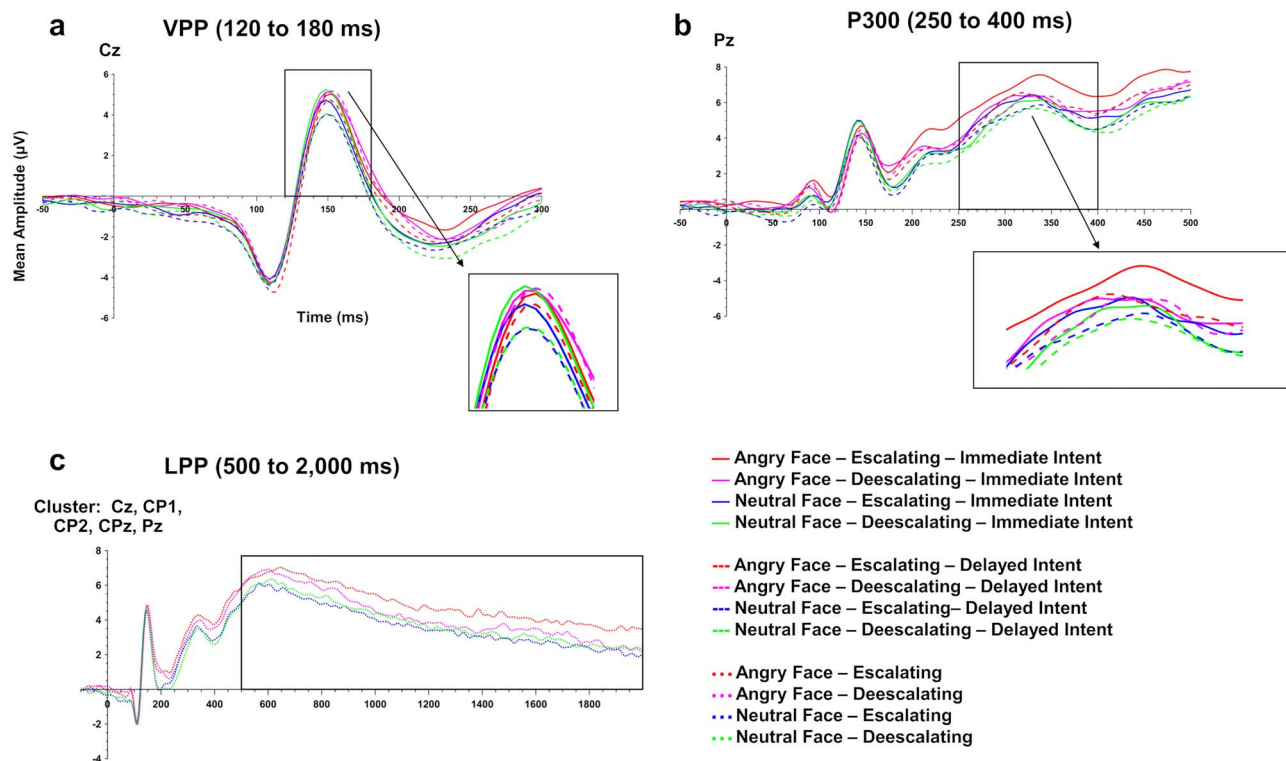 a
VPP (120 to 180 ms)
Cz
Mean Amplitude (µV)
6
4
2
0
-2
-4
-6
-50
0
50
100
150
200
250
300
Time (ms)
b
P300 (250 to 400 ms)
Pz
8
6
4
2
0
-2
-4
-6
-50
0
50
100
150
200
250
300
350
400
450
500
c
LPP (500 to 2,000 ms)
Cluster: Cz, CP1,
CP2, CPz, Pz
8
6
4
2
0
-2
-4
0
200
400
600
800
1000
1200
1400
1600
1800
Angry Face – Escalating – Immediate Intent
Angry Face – Deescalating – Immediate Intent
Neutral Face – Escalating – Immediate Intent
Neutral Face – Deescalating – Immediate Intent
Angry Face – Escalating – Delayed Intent
Angry Face – Deescalating – Delayed Intent
Neutral Face – Escalating– Delayed Intent
Neutral Face – Deescalating – Delayed Intent
Angry Face – Escalating
Angry Face – Deescalating
Neutral Face – Escalating
Neutral Face – Deescalating